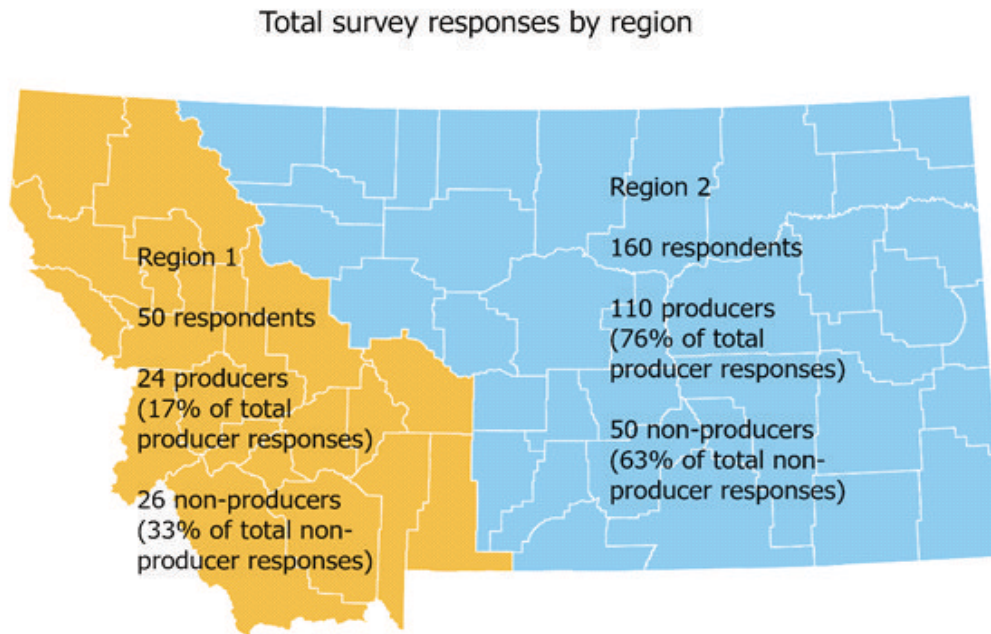 Total survey responses by region
Region 1
50 respondents
24 producers
(17% of total
producer responses)
26 non-producers
(33% of total non-
producer responses)
Region 2
160 respondents
110 producers
(76% of total
producer responses)
50 non-producers
(63% of total non-
producer responses)